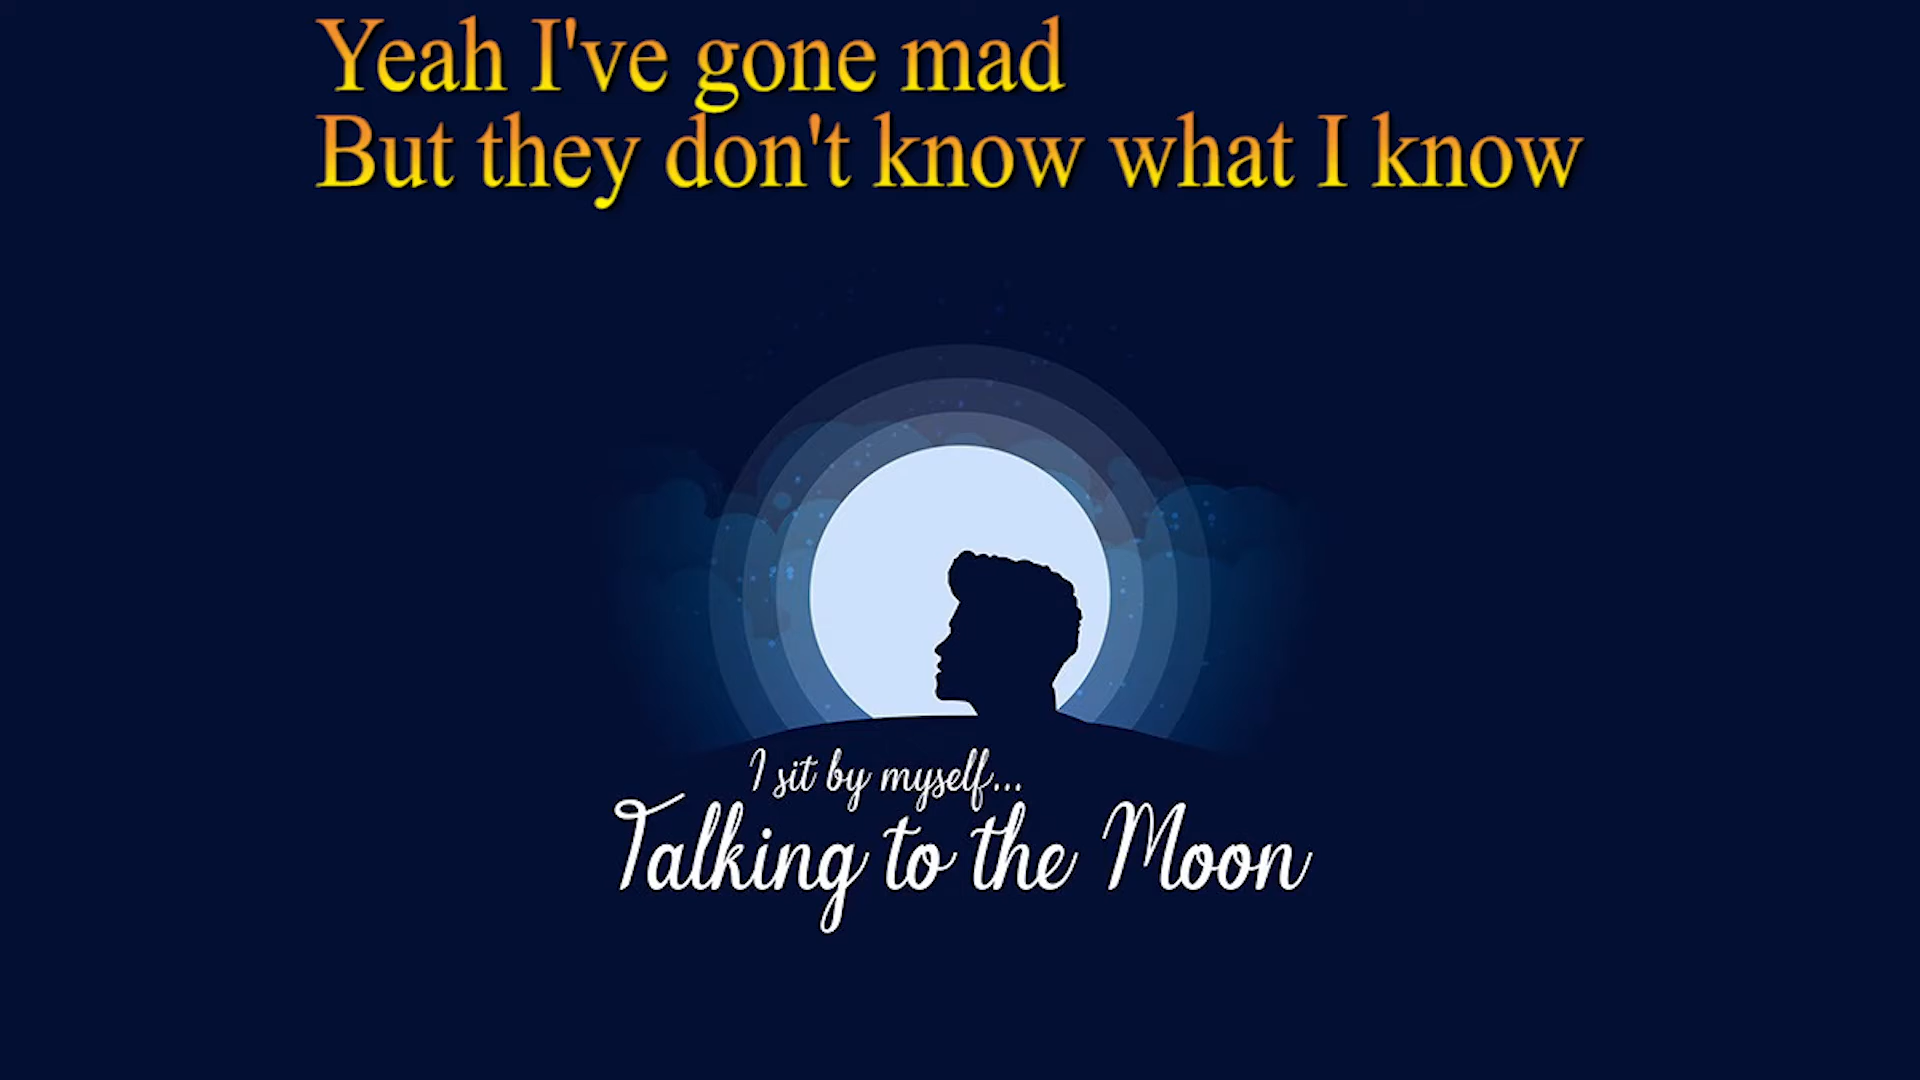 Yeah I've gone mad
But they don't know what I know
I sit by myself...
Talking to the Moon